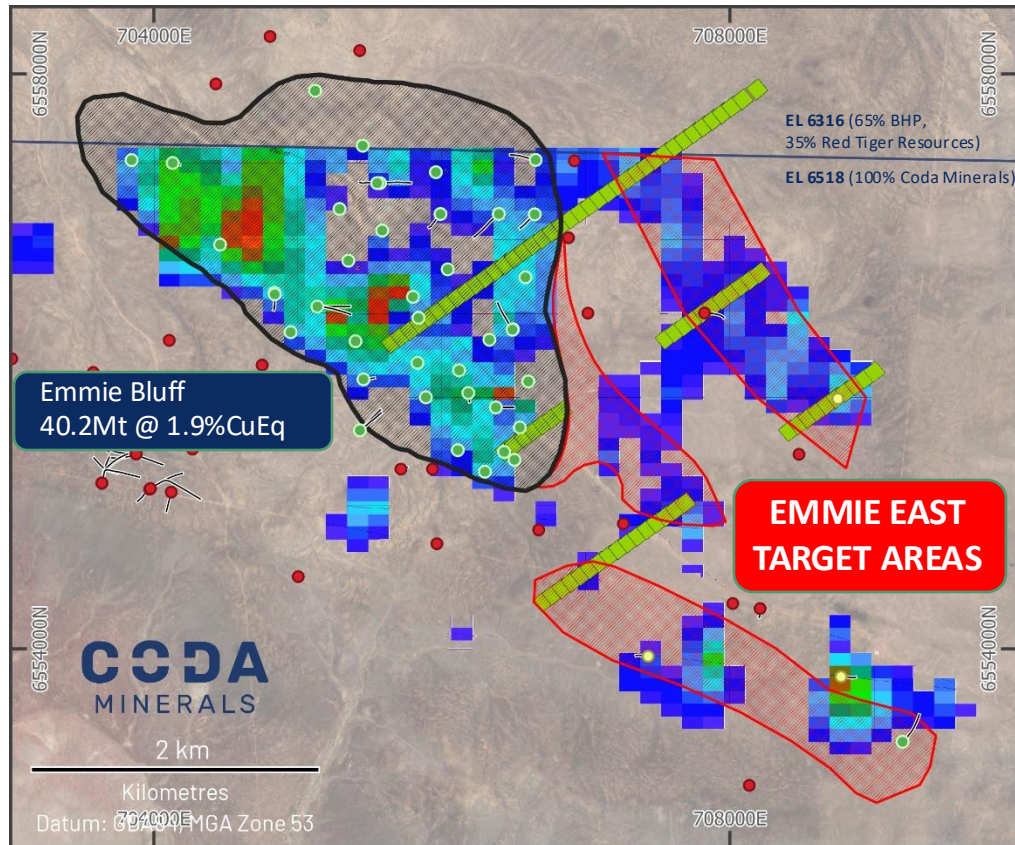 704000E
708000E
6558000N
6558000N
EL 6316 (65% BHP,
35% Red Tiger Resources)
EL 6518 (100% Coda Minerals)
Emmie Bluff
40.2Mt @ 1.9%CuEq
EMMIE EAST
TARGET AREAS
6554000N
6554000N
CODA
MINERALS
2 km
Kilometres
Datum: GDA94, MGA Zone 53
704000E
708000E